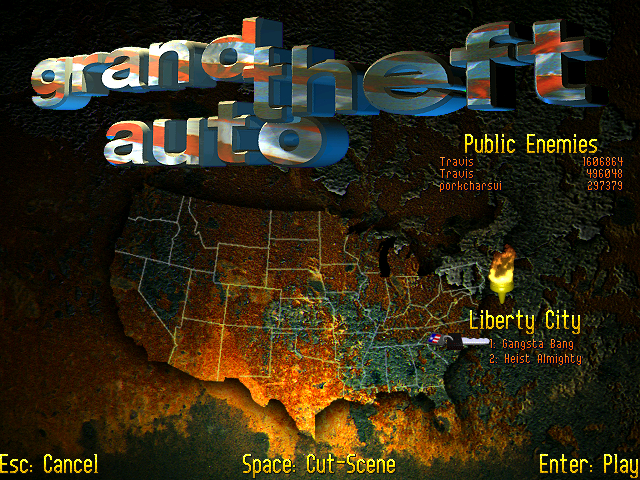 grand theft
auto
Public Enemies
Travis 1606864
Travis 496048
porkcharsui 297379
Liberty City
1: Gangsta Bang
2: Heist Almighty
Esc: Cancel Space: Cut-Scene Enter: Play